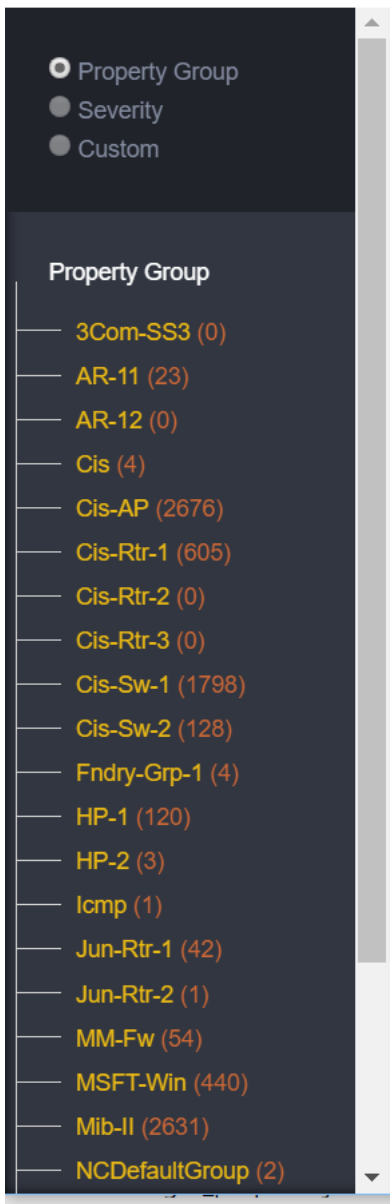 Property Group
Severity
Custom
Property Group
3Com-SS3 (0)
AR-11 (23)
AR-12 (0)
Cis (4)
Cis-AP (2676)
Cis-Rtr-1 (605)
Cis-Rtr-2 (0)
Cis-Rtr-3 (0)
Cis-Sw-1 (1798)
Cis-Sw-2 (128)
Fndry-Grp-1 (4)
HP-1 (120)
HP-2 (3)
Icmp (1)
Jun-Rtr-1 (42)
Jun-Rtr-2 (1)
MM-Fw (54)
MSFT-Win (440)
Mib-II (2631)
NCDefaultGroup (2)